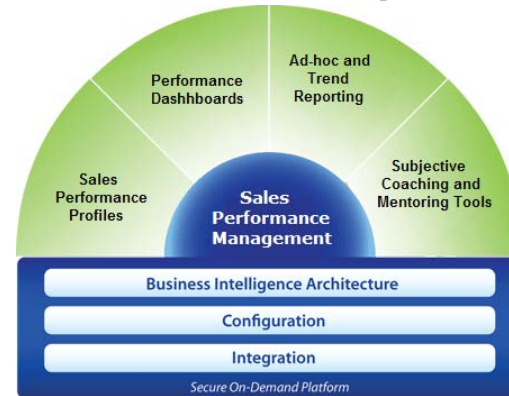 Sales
Performance
Profiles
Performance
Dashhboards
Ad-hoc and
Trend
Reporting
Subjective
Coaching and
Mentoring Tools
Sales
Performance
Management
Business Intelligence Architecture
Configuration
Integration
Secure On-Demand Platform